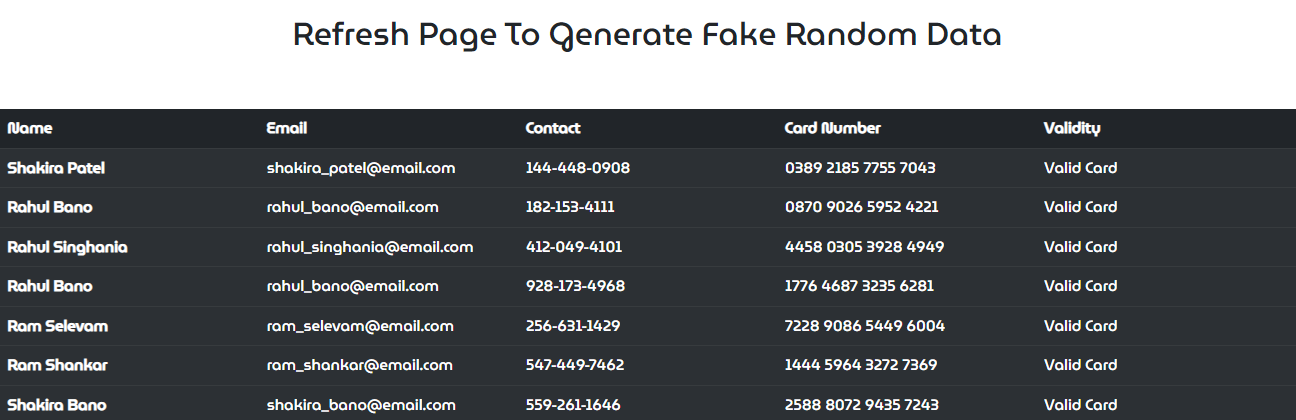 Refresh Page To Generate Fake Random Data
Name Email Contact Card Number Validity
Shakira Patel shakira_patel@email.com 144-448-0908 0389 2185 7755 7043 Valid Card
Rahul Bano rahul_bano@email.com 182-153-4111 0870 9026 5952 4221 Valid Card
Rahul Singhania rahul_singhania@email.com 412-049-4101 4458 0305 3928 4949 Valid Card
Rahul Bano rahul_bano@email.com 928-173-4968 1776 4687 3235 6281 Valid Card
Ram Selevam ram_selevam@email.com 256-631-1429 7228 9086 5449 6004 Valid Card
Ram Shankar ram_shankar@email.com 547-449-7462 1444 5964 3272 7369 Valid Card
Shakira Bano shakira_bano@email.com 559-261-1646 2588 8072 9435 7243 Valid Card